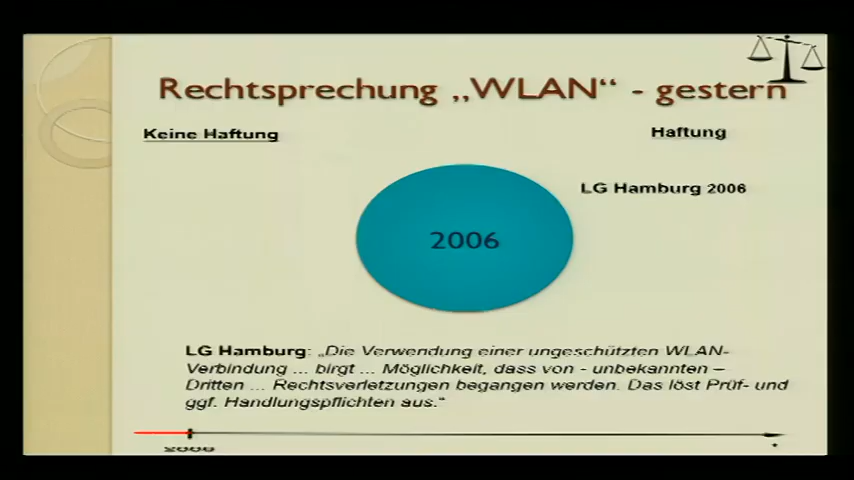 Rechtsprechung „WLAN“ - gestern
Keine Haftung
Haftung
LG Hamburg 2006
2006
LG Hamburg: „Die Verwendung einer ungeschützten WLAN-
Verbindung ... birgt ... Möglichkeit, dass von - unbekannten –
Dritten ... Rechtsverletzungen begangen werden. Das löst Prüf- und
ggf. Handlungspflichten aus.“
2006